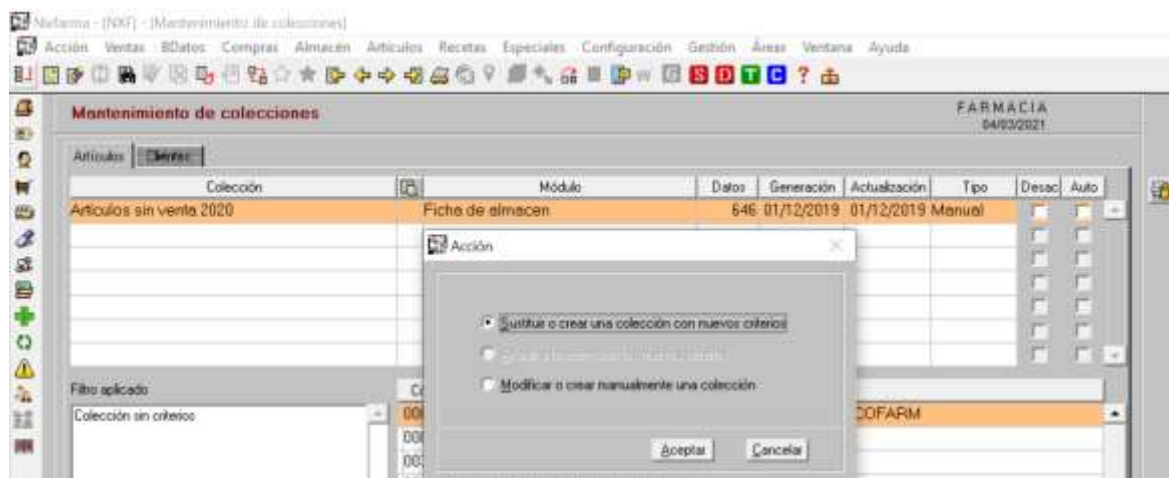 Nixfarma - (NXF) - [Mantenimiento de colecciones]
Acción Ventas BDatos Compras Almacén Artículos Recetas Especiales Configuración Gestión Áreas Ventana Ayuda
S D T C ?
Mantenimiento de colecciones
FARMACIA
04/03/2021
Artículos Clientes
Colección Módulo Datos Generación Actualización Tipo Desac Auto
Artículos sin venta 2020 Ficha de almacen 646 01/12/2019 01/12/2019 Manual
Acción
Sustituir o crear una colección con nuevos criterios
Modificar o crear manualmente una colección
Filtro aplicado
Colección sin criterios
COFARM
Aceptar Cancelar